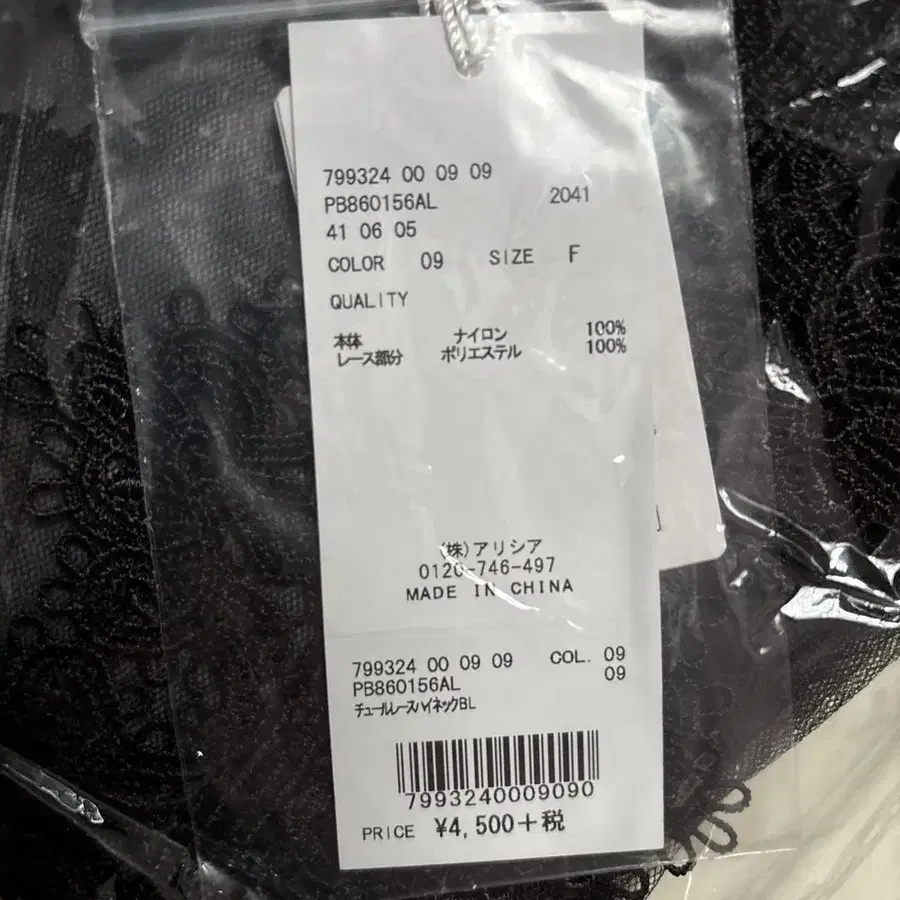 799324 00 09 09
PB860156AL 2041
41 06 05
COLOR 09 SIZE F
QUALITY
本体 ナイロン 100%
レース部分 ポリエステル 100%
(株)アリシア
0120-746-497
MADE IN CHINA
799324 00 09 09 COL. 09
PB860156AL 09
チュールレースハイネックBL
7993240009090
PRICE ¥4,500+税